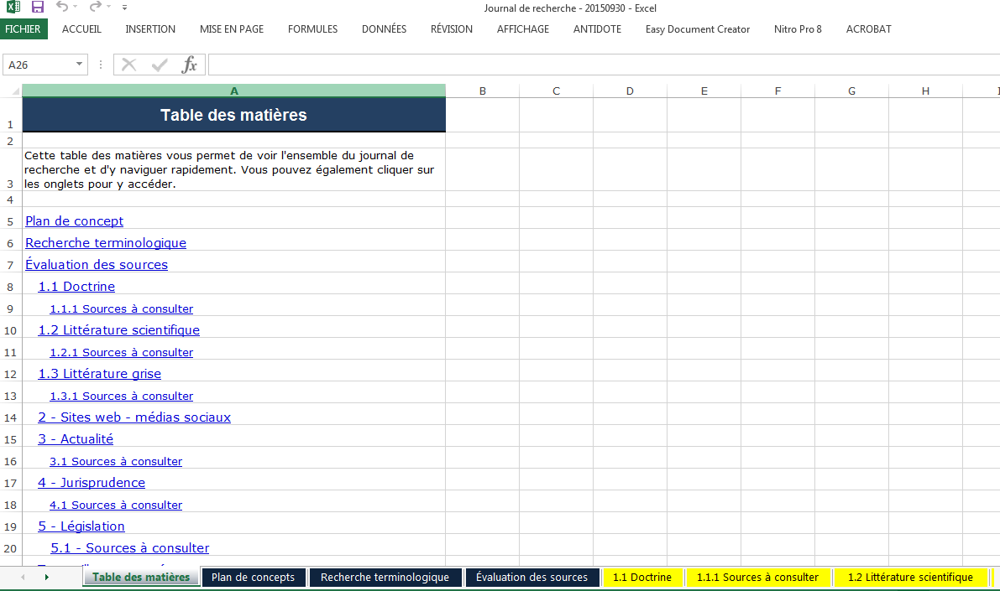 Journal de recherche - 20150930 - Excel
FICHIER ACCUEIL INSERTION MISE EN PAGE FORMULES DONNÉES RÉVISION AFFICHAGE ANTIDOTE Easy Document Creator Nitro Pro 8 ACROBAT
A26 fx
A B C D E F G H I
1 Table des matières
2
Cette table des matières vous permet de voir l'ensemble du journal de
recherche et d'y naviguer rapidement. Vous pouvez également cliquer sur
3 les onglets pour y accéder.
4
5 Plan de concept
6 Recherche terminologique
7 Évaluation des sources
8 1.1 Doctrine
9 1.1.1 Sources à consulter
10 1.2 Littérature scientifique
11 1.2.1 Sources à consulter
12 1.3 Littérature grise
13 1.3.1 Sources à consulter
14 2 - Sites web - médias sociaux
15 3 - Actualité
16 3.1 Sources à consulter
17 4 - Jurisprudence
18 4.1 Sources à consulter
19 5 - Législation
20 5.1 - Sources à consulter
Table des matières Plan de concepts Recherche terminologique Évaluation des sources 1.1 Doctrine 1.1.1 Sources à consulter 1.2 Littérature scientifique